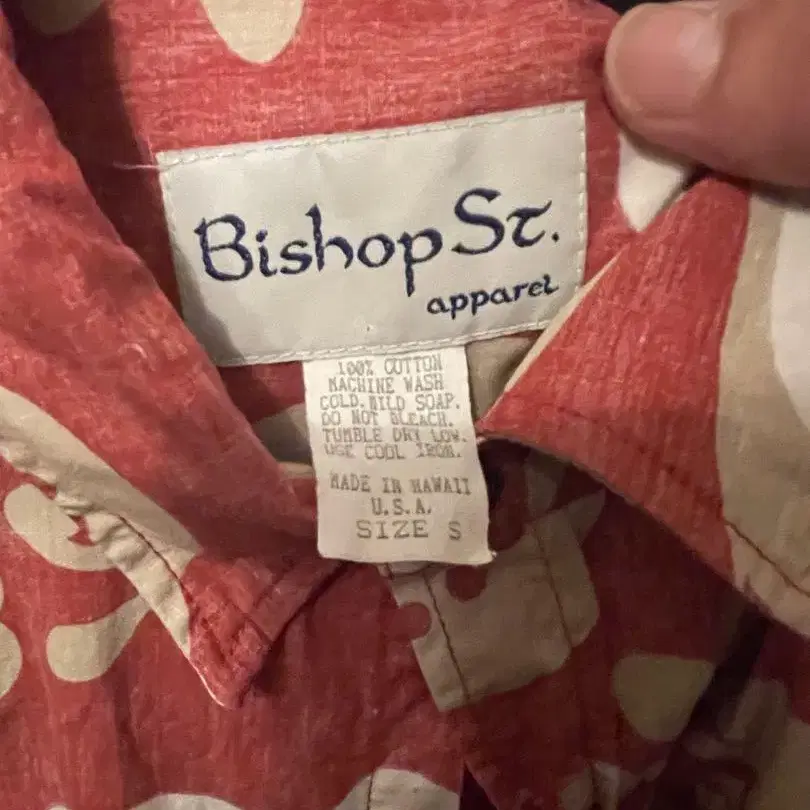 Bishop St.
apparel
100% COTTON
MACHINE WASH
COLD. MILD SOAP.
DO NOT BLEACH.
TUMBLE DRY LOW.
USE COOL IRON.
MADE IN HAWAII
U.S.A.
SIZE S